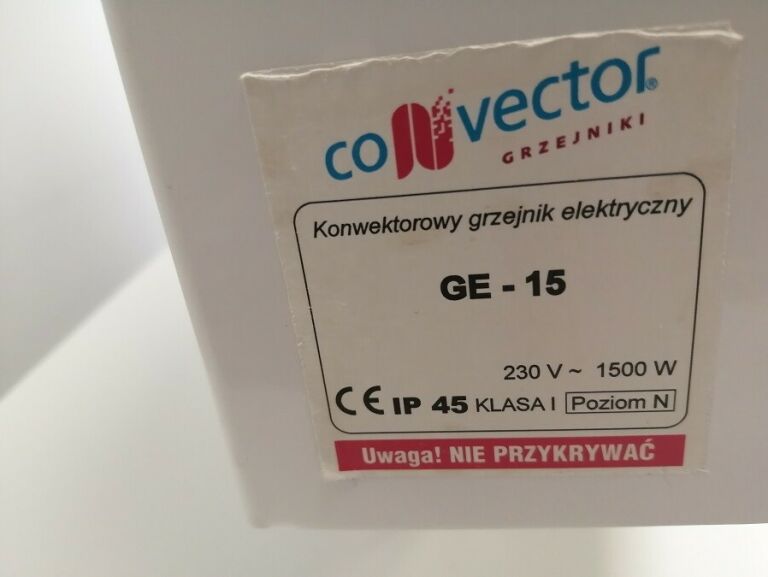 convector®
GRZEJNIKI
Konwektorowy grzejnik elektryczny
GE - 15
230 V ~ 1500 W
CE IP 45 KLASA I Poziom N
Uwaga! NIE PRZYKRYWAĆ